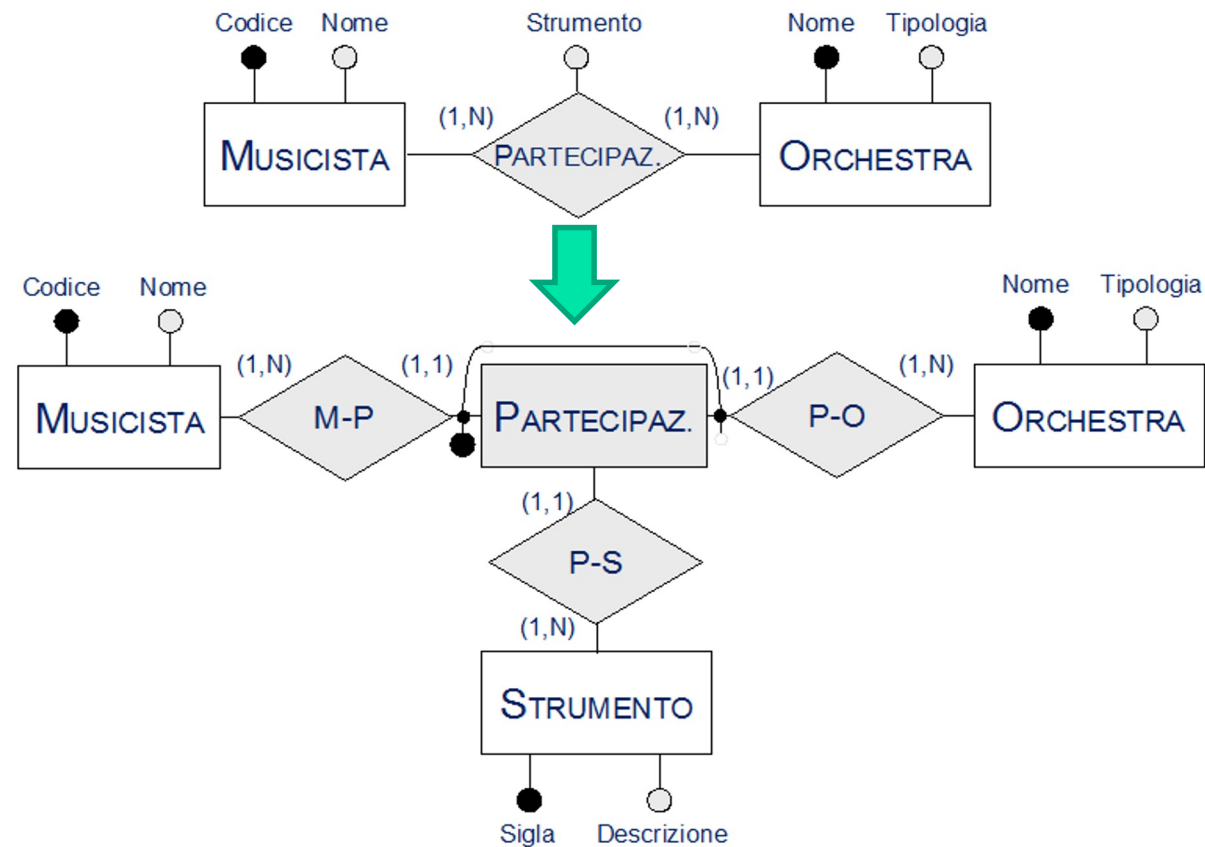 Codice Nome Strumento Nome Tipologia
(1,N) (1,N)
MUSICISTA PARTECIPAZ. ORCHESTRA
Codice Nome Nome Tipologia
(1,N) (1,1) (1,1) (1,N)
MUSICISTA M-P PARTECIPAZ. P-O ORCHESTRA
(1,1)
P-S
(1,N)
STRUMENTO
Sigla Descrizione